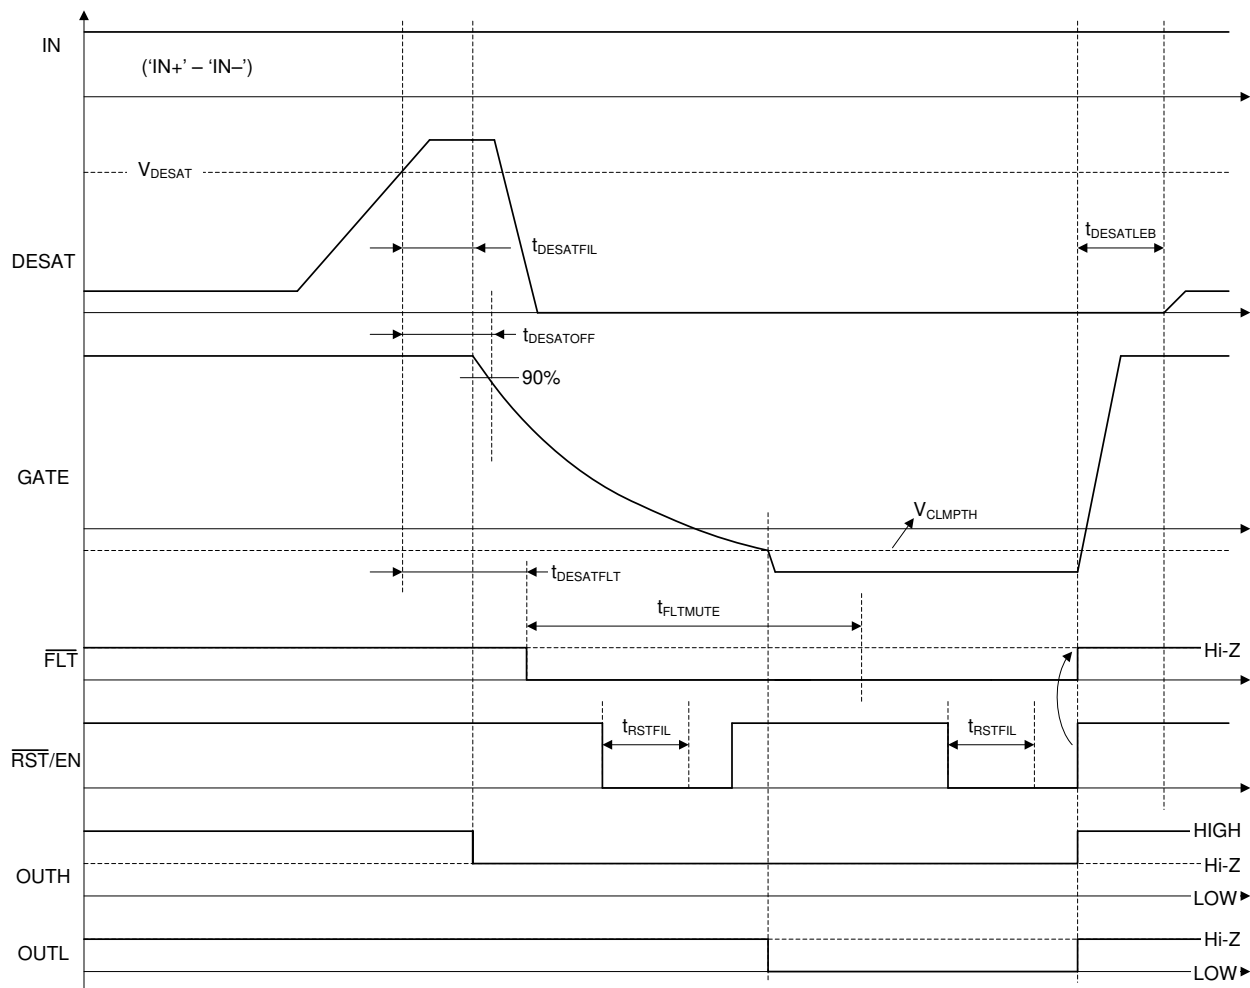 IN
(‘IN+’ – ‘IN–’)
VDESAT
tDESATLEB
tDESATFIL
DESAT
tDESATOFF
90%
GATE
VCLMPTH
tDESATFLT
tFLTMUTE
FLT
Hi-Z
tRSTFIL
tRSTFIL
RST/EN
HIGH
Hi-Z
OUTH
LOW
Hi-Z
OUTL
LOW